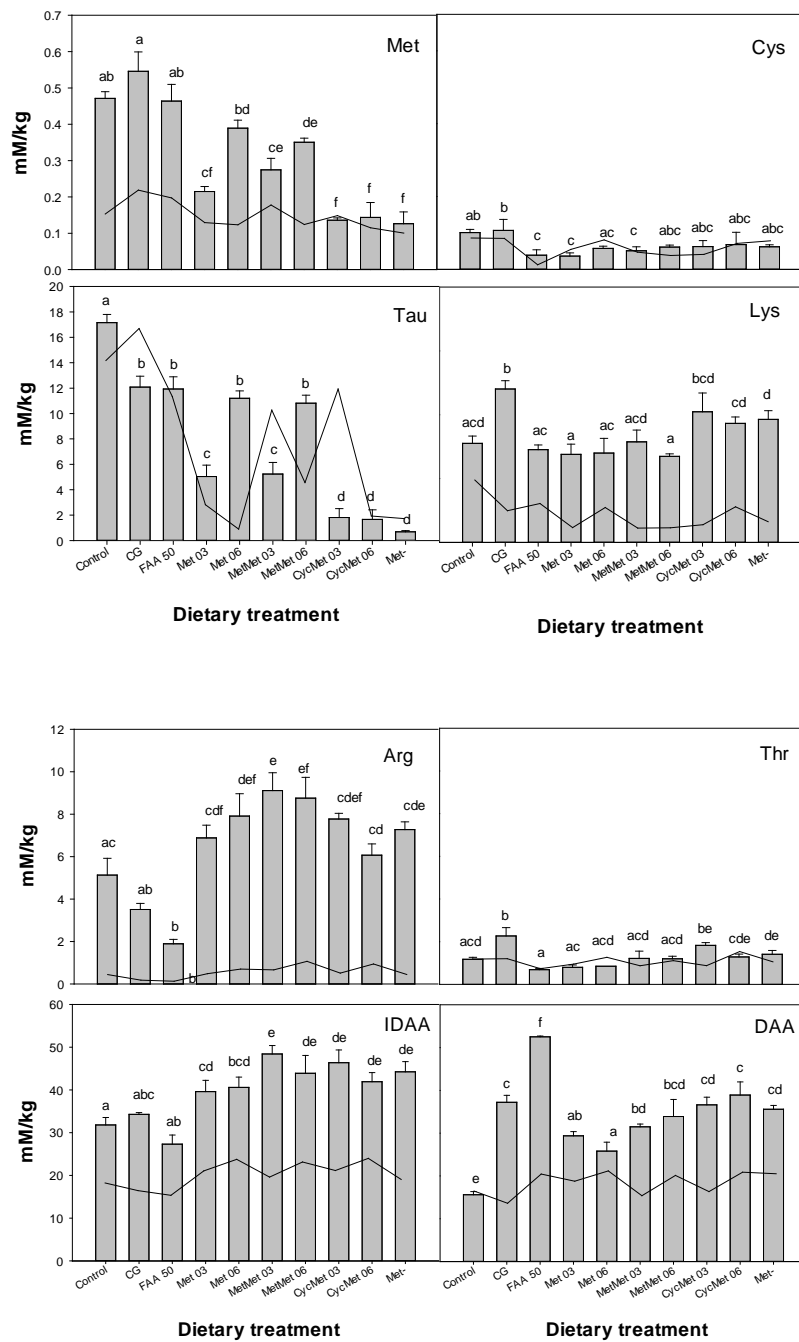 Met
0.7
0.6
0.5
0.4
0.3
0.2
0.1
0.0
mM/kg
ab
a
ab
cf
bd
ce
de
f
f
f
Cys
ab
b
c
c
ac
c
abc
abc
abc
abc
Tau
20
18
16
14
12
10
8
6
4
2
0
mM/kg
a
b
b
c
b
c
b
d
d
d
Control
CG
FAA 50
Met 03
Met 06
MetMet 03
MetMet 06
CycMet 03
CycMet 06
Met-
Dietary treatment
Lys
acd
b
ac
a
ac
acd
a
bcd
cd
d
Control
CG
FAA 50
Met 03
Met 06
MetMet 03
MetMet 06
CycMet 03
CycMet 06
Met-
Dietary treatment
Arg
12
10
8
6
4
2
0
mM/kg
ac
ab
b
b
cdf
def
e
ef
cdef
cd
cde
Thr
acd
b
a
ac
acd
acd
acd
be
cde
de
IDAA
60
50
40
30
20
10
0
mM/kg
a
abc
ab
cd
bcd
e
de
de
de
de
Control
CG
FAA 50
Met 03
Met 06
MetMet 03
MetMet 06
CycMet 03
CycMet 06
Met-
Dietary treatment
DAA
e
c
f
ab
a
bd
bcd
cd
c
cd
Control
CG
FAA 50
Met 03
Met 06
MetMet 03
MetMet 06
CycMet 03
CycMet 06
Met-
Dietary treatment